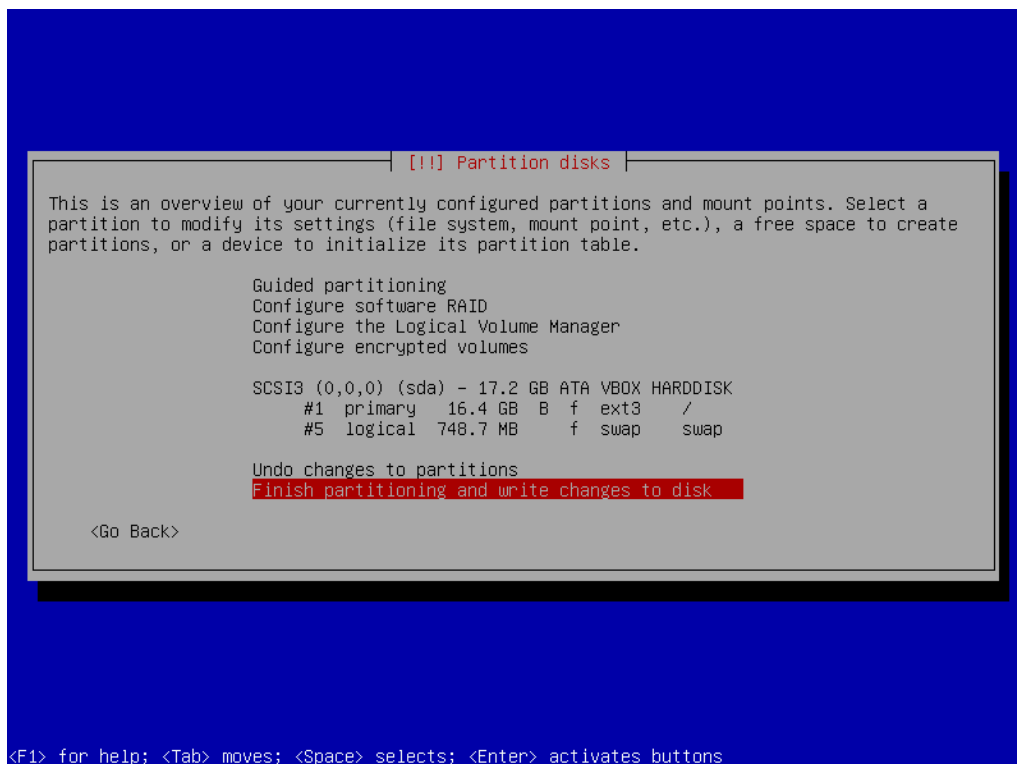 [!!] Partition disks
This is an overview of your currently configured partitions and mount points. Select a
partition to modify its settings (file system, mount point, etc.), a free space to create
partitions, or a device to initialize its partition table.
Guided partitioning
Configure software RAID
Configure the Logical Volume Manager
Configure encrypted volumes
SCSI3 (0,0,0) (sda) - 17.2 GB ATA VBOX HARDDISK
#1 primary 16.4 GB B f ext3 /
#5 logical 748.7 MB f swap swap
Undo changes to partitions
Finish partitioning and write changes to disk
<Go Back>
<F1> for help; <Tab> moves; <Space> selects; <Enter> activates buttons